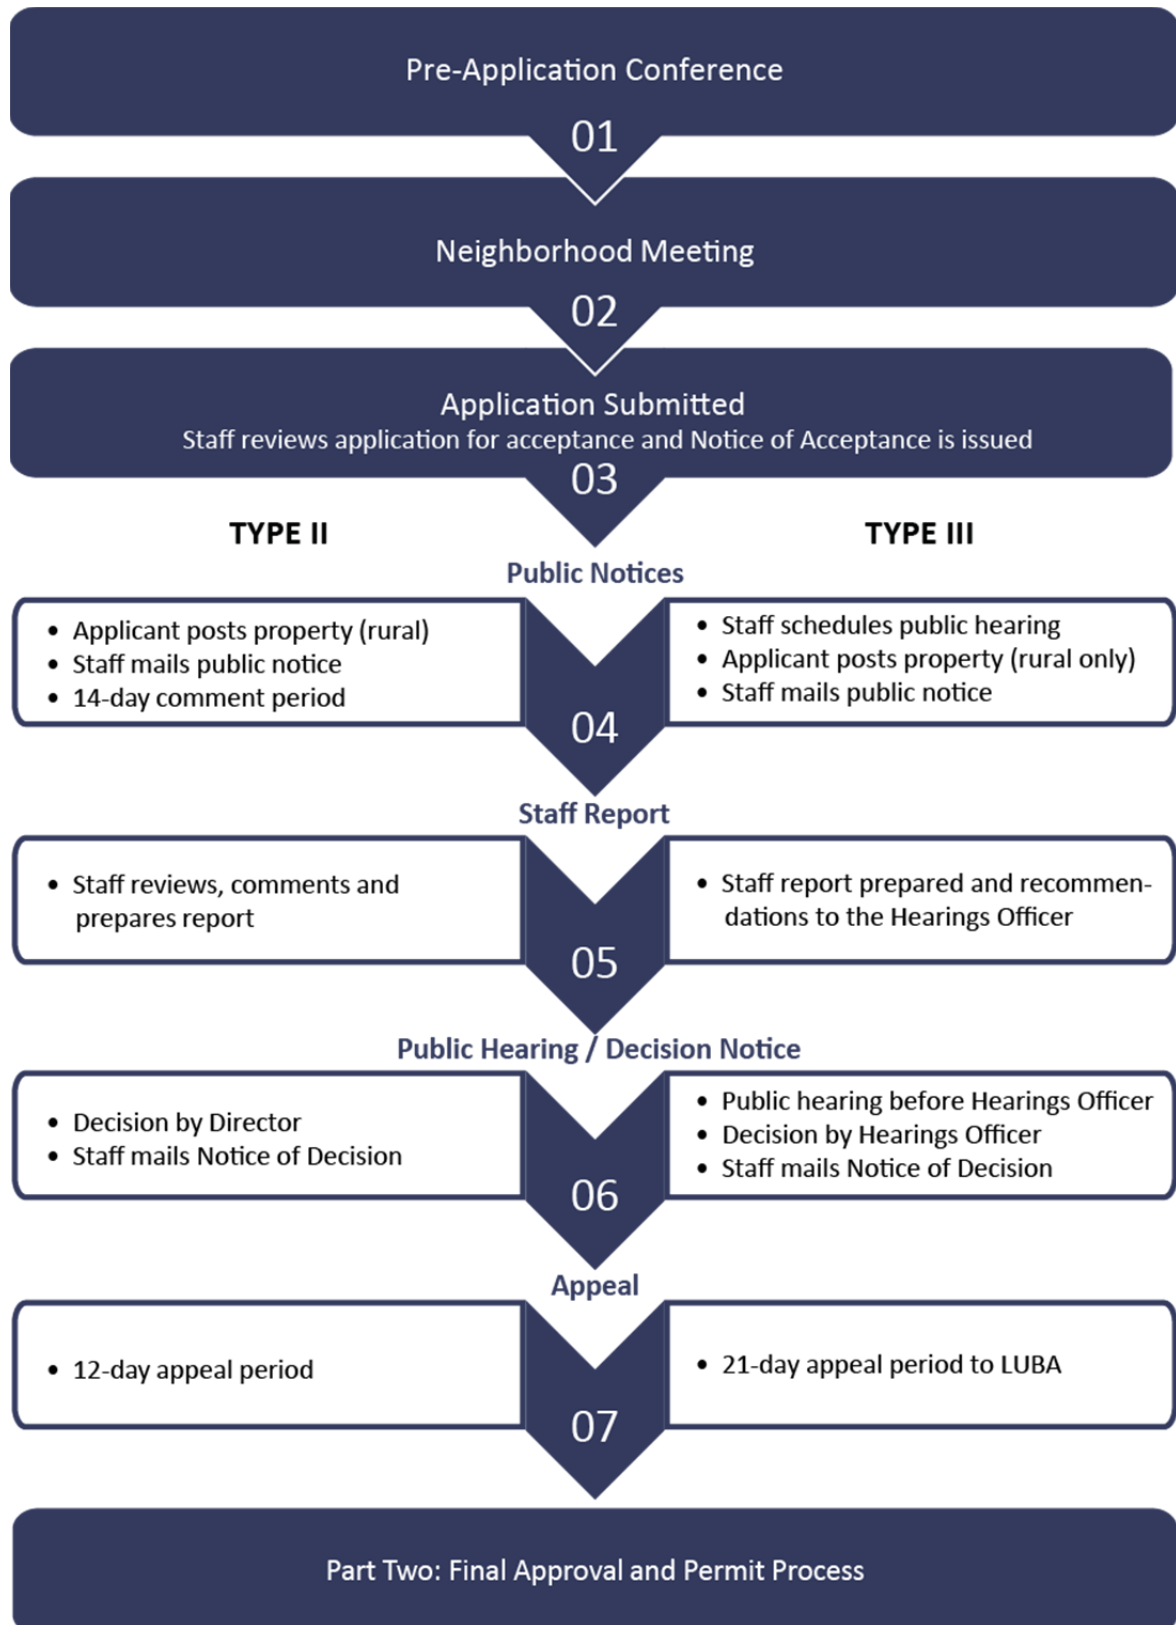 Pre-Application Conference
01
Neighborhood Meeting
02
Application Submitted
Staff reviews application for acceptance and Notice of Acceptance is issued
03
TYPE II
TYPE III
Public Notices
• Applicant posts property (rural)
• Staff mails public notice
• 14-day comment period
• Staff schedules public hearing
• Applicant posts property (rural only)
• Staff mails public notice
04
Staff Report
• Staff reviews, comments and
prepares report
• Staff report prepared and recommen-
dations to the Hearings Officer
05
Public Hearing / Decision Notice
• Decision by Director
• Staff mails Notice of Decision
• Public hearing before Hearings Officer
• Decision by Hearings Officer
• Staff mails Notice of Decision
06
Appeal
• 12-day appeal period
• 21-day appeal period to LUBA
07
Part Two: Final Approval and Permit Process